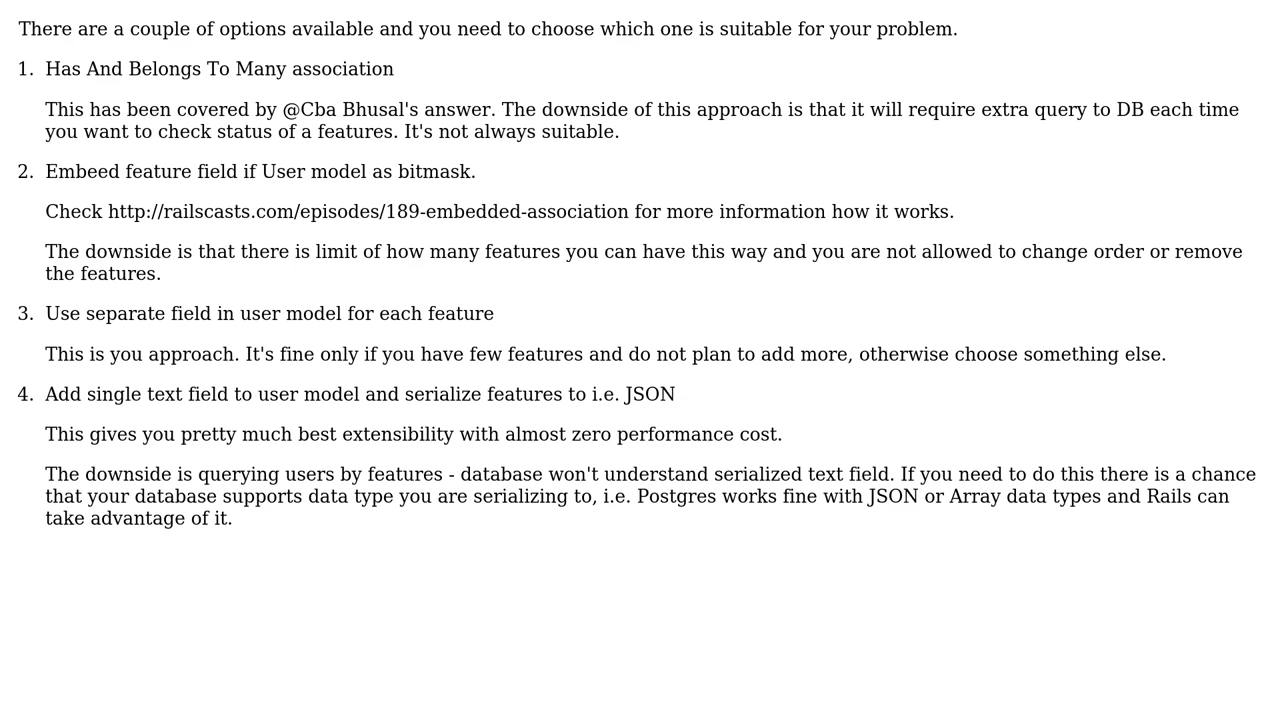 There are a couple of options available and you need to choose which one is suitable for your problem.
1. Has And Belongs To Many association
This has been covered by @Cba Bhusal's answer. The downside of this approach is that it will require extra query to DB each time
you want to check status of a features. It's not always suitable.
2. Embeed feature field if User model as bitmask.
Check http://railscasts.com/episodes/189-embedded-association for more information how it works.
The downside is that there is limit of how many features you can have this way and you are not allowed to change order or remove
the features.
3. Use separate field in user model for each feature
This is you approach. It's fine only if you have few features and do not plan to add more, otherwise choose something else.
4. Add single text field to user model and serialize features to i.e. JSON
This gives you pretty much best extensibility with almost zero performance cost.
The downside is querying users by features - database won't understand serialized text field. If you need to do this there is a chance
that your database supports data type you are serializing to, i.e. Postgres works fine with JSON or Array data types and Rails can
take advantage of it.